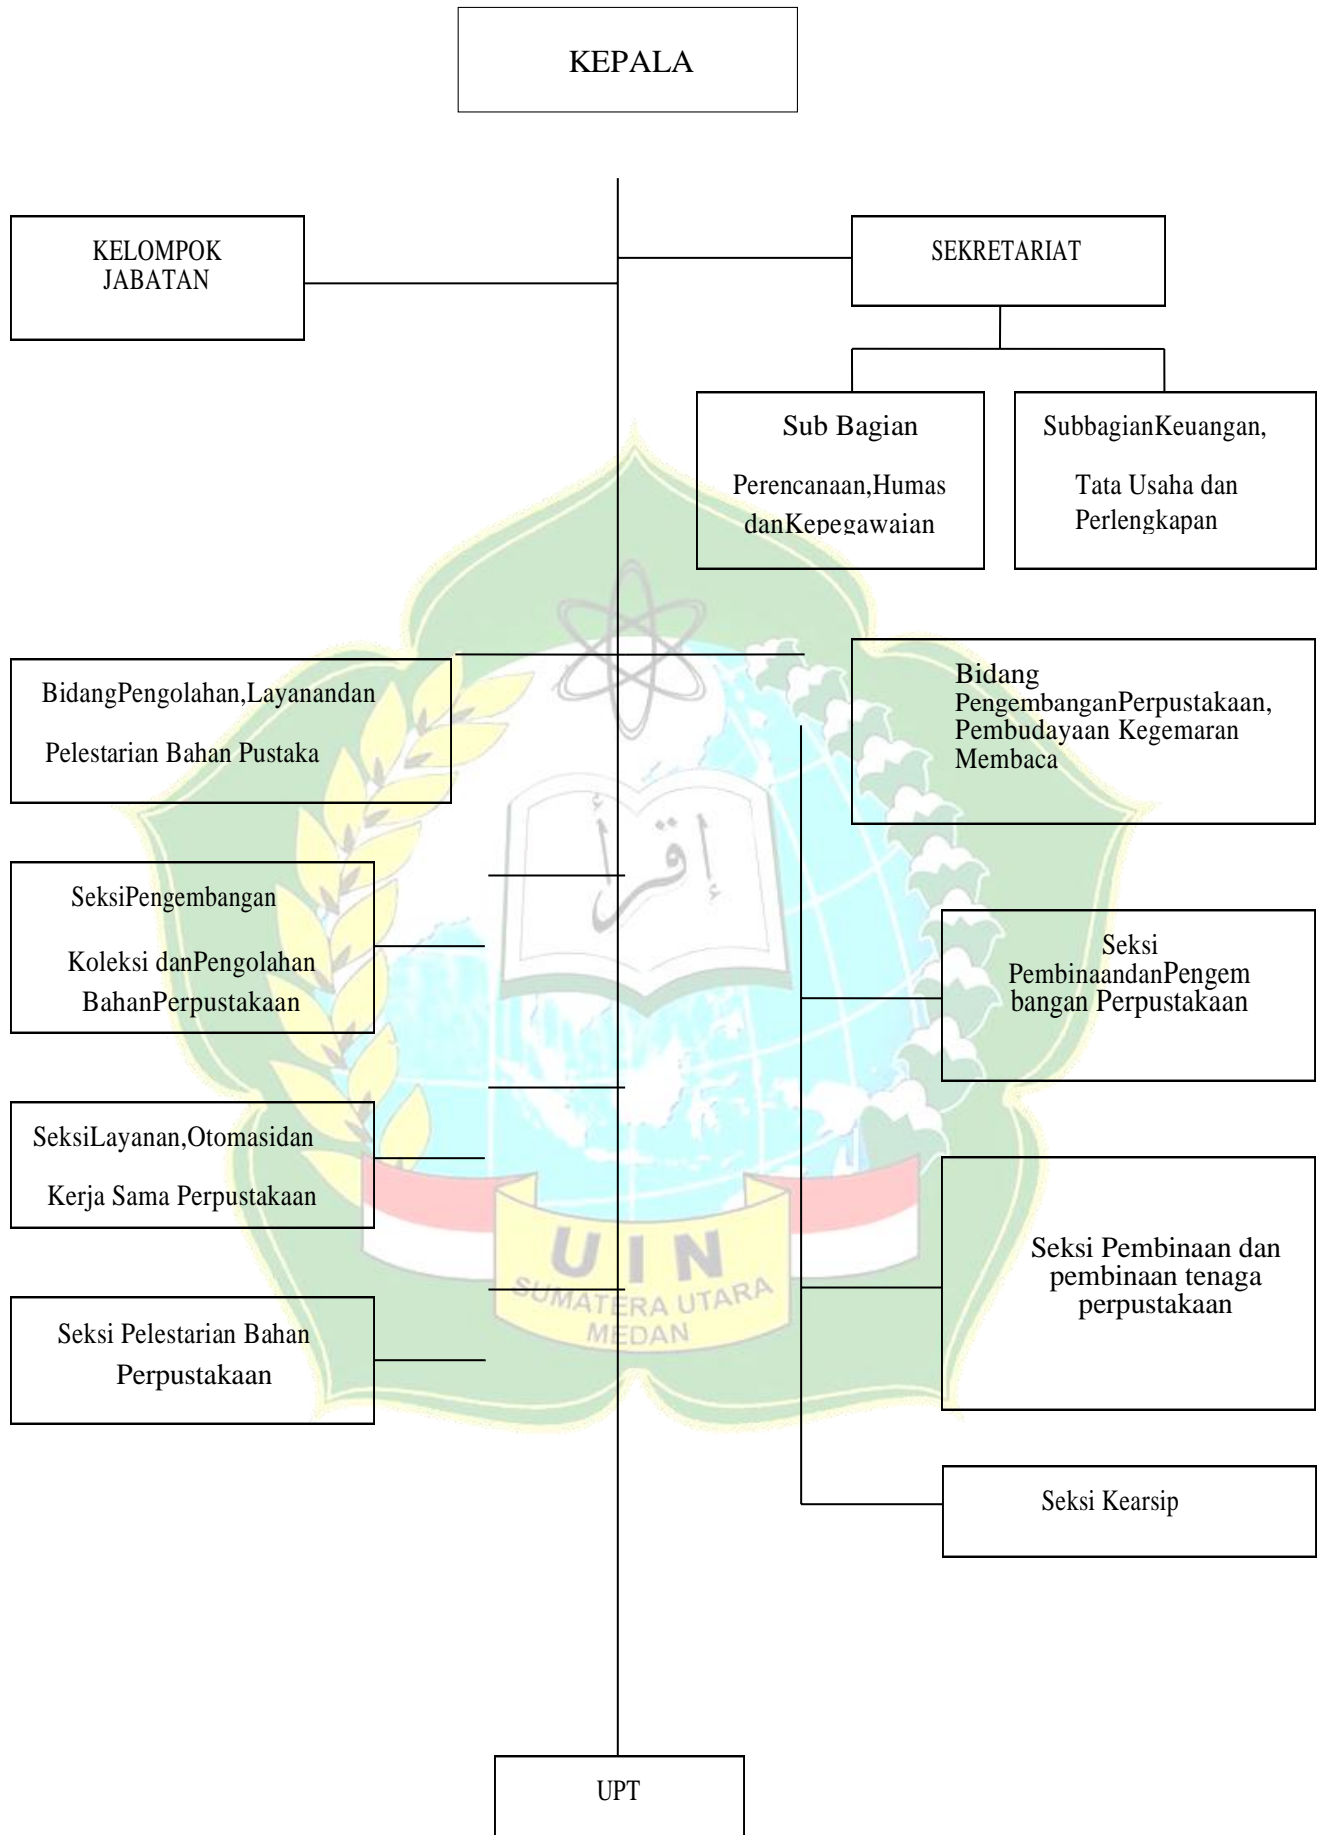 KEPALA
KELOMPOK
JABATAN
SEKRETARIAT
Sub Bagian
Perencanaan,Humas
danKepegawaian
SubbagianKeuangan,
Tata Usaha dan
Perlengkapan
BidangPengolahan,Layanandan
Pelestarian Bahan Pustaka
Bidang
PengembanganPerpustakaan,
Pembudayaan Kegemaran
Membaca
SeksiPengembangan
Koleksi danPengolahan
BahanPerpustakaan
Seksi
PembinaandanPengem
bangan Perpustakaan
SeksiLayanan,Otomasidan
Kerja Sama Perpustakaan
Seksi Pembinaan dan
pembinaan tenaga
perpustakaan
Seksi Pelestarian Bahan
Perpustakaan
Seksi Kearsip
UPT
إقرأ
UIN
SUMATERA UTARA
MEDAN